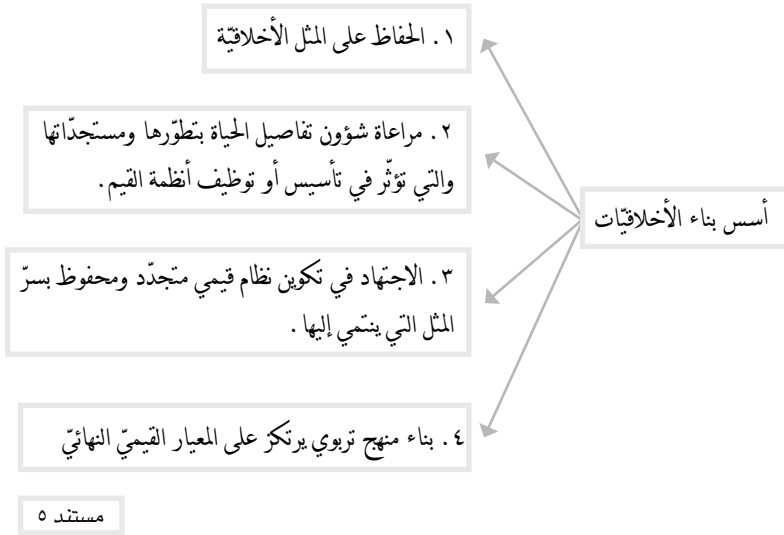 أسس بناء الأخلاقيّات
١. الحفاظ على المثل الأخلاقيّة
٢. مراعاة شؤون تفاصيل الحياة بتطوّرها ومستجدّاتها
والتي تؤثّر في تأسيس أو توظيف أنظمة القيم.
٣. الاجتهاد في تكوين نظام قيمي متجدّد ومحفوظ بسرّ
المثل التي ينتمي إليها.
٤. بناء منهج تربوي يرتكز على المعيار القيميّ النهائيّ
مستند ٥